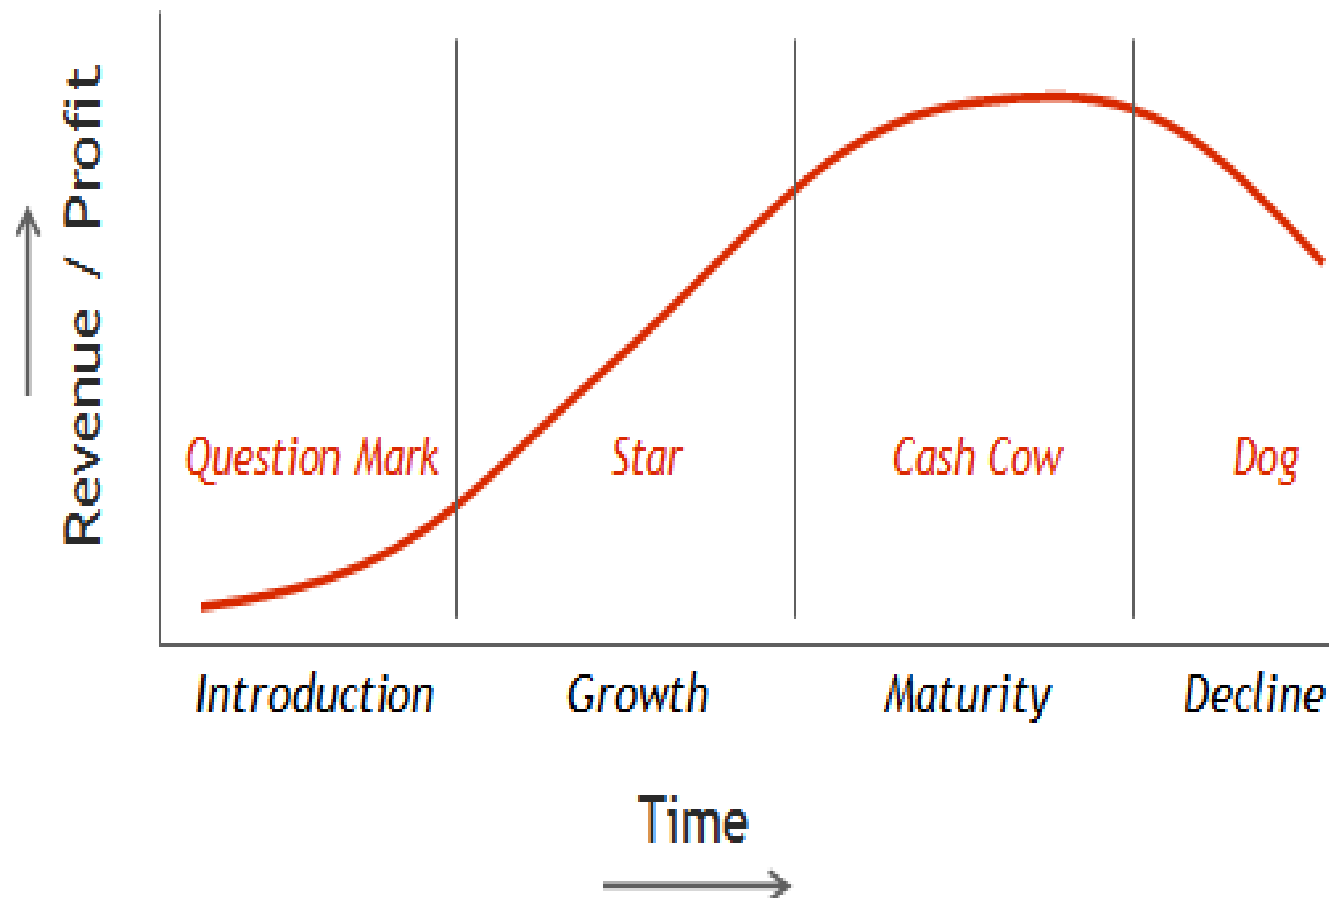 Revenue / Profit
Question Mark
Star
Cash Cow
Dog
Introduction
Growth
Maturity
Decline
Time